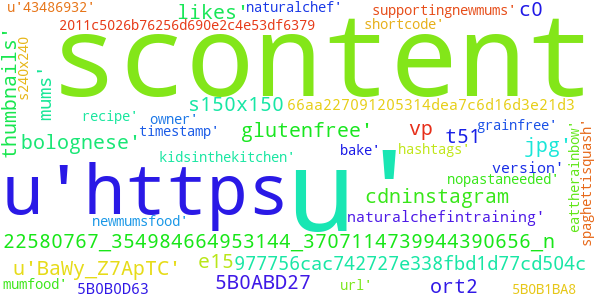 u'43486932' likes' naturalchef' supportingnewmums' c0
2011c5026b76256d690e2c4e53df6379 shortcode'
scontent
thumbnails' s240x240 mums' s150x150 66aa227091205314dea7c6d16d3e21d3
recipe' owner' glutenfree' vp t51 grainfree'
timestamp'
bolognese' bake' hashtags' jpg'
kidsinthekitchen' version' eattherainbow' spaghettisquash'
u'https u' nopastaneeded'
cdninstagram
newmumsfood' naturalchefintraining'
22580767_354984664953144_3707114739944390656_n
u'BaWy_Z7ApTC' e15 977756cac742727e338fbd1d77cd504c
mumfood' 5B0B0D63 5B0ABD27 url' ort2 5B0B1BA8